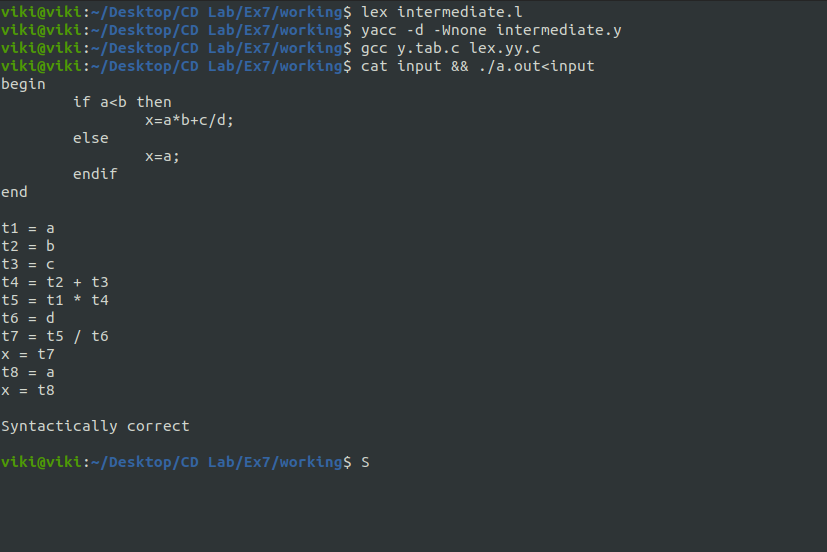 viki@viki:~/Desktop/CD Lab/Ex7/working$ lex intermediate.l
viki@viki:~/Desktop/CD Lab/Ex7/working$ yacc -d -Wnone intermediate.y
viki@viki:~/Desktop/CD Lab/Ex7/working$ gcc y.tab.c lex.yy.c
viki@viki:~/Desktop/CD Lab/Ex7/working$ cat input && ./a.out<input
begin
        if a<b then
                x=a*b+c/d;
        else
                x=a;
        endif
end

t1 = a
t2 = b
t3 = c
t4 = t2 + t3
t5 = t1 * t4
t6 = d
t7 = t5 / t6
x = t7
t8 = a
x = t8

Syntactically correct

viki@viki:~/Desktop/CD Lab/Ex7/working$ S